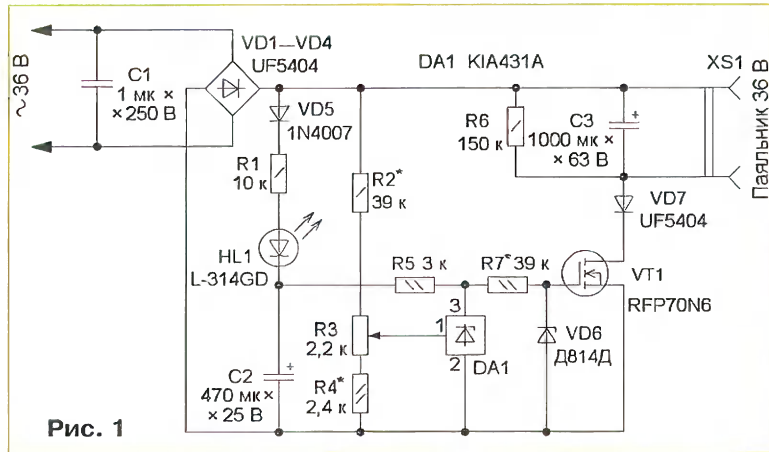 VD1—VD4
UF5404
DA1 KIA431A
XS1
~36 В
C1
1 мк ×
×250 В
VD5
1N4007
R1
10 к
R2*
39 к
R6
150 к
C3
1000 мк ×
× 63 В
+
Паяльник 36 В
VD7
UF5404
HL1
L-314GD
R5 3 к
R7* 39 к
VT1
RFP70N6
R3
2,2 к
3
1
2
DA1
VD6
Д814Д
C2
470 мк×
× 25 В
+
R4*
2,4 к
Рис. 1